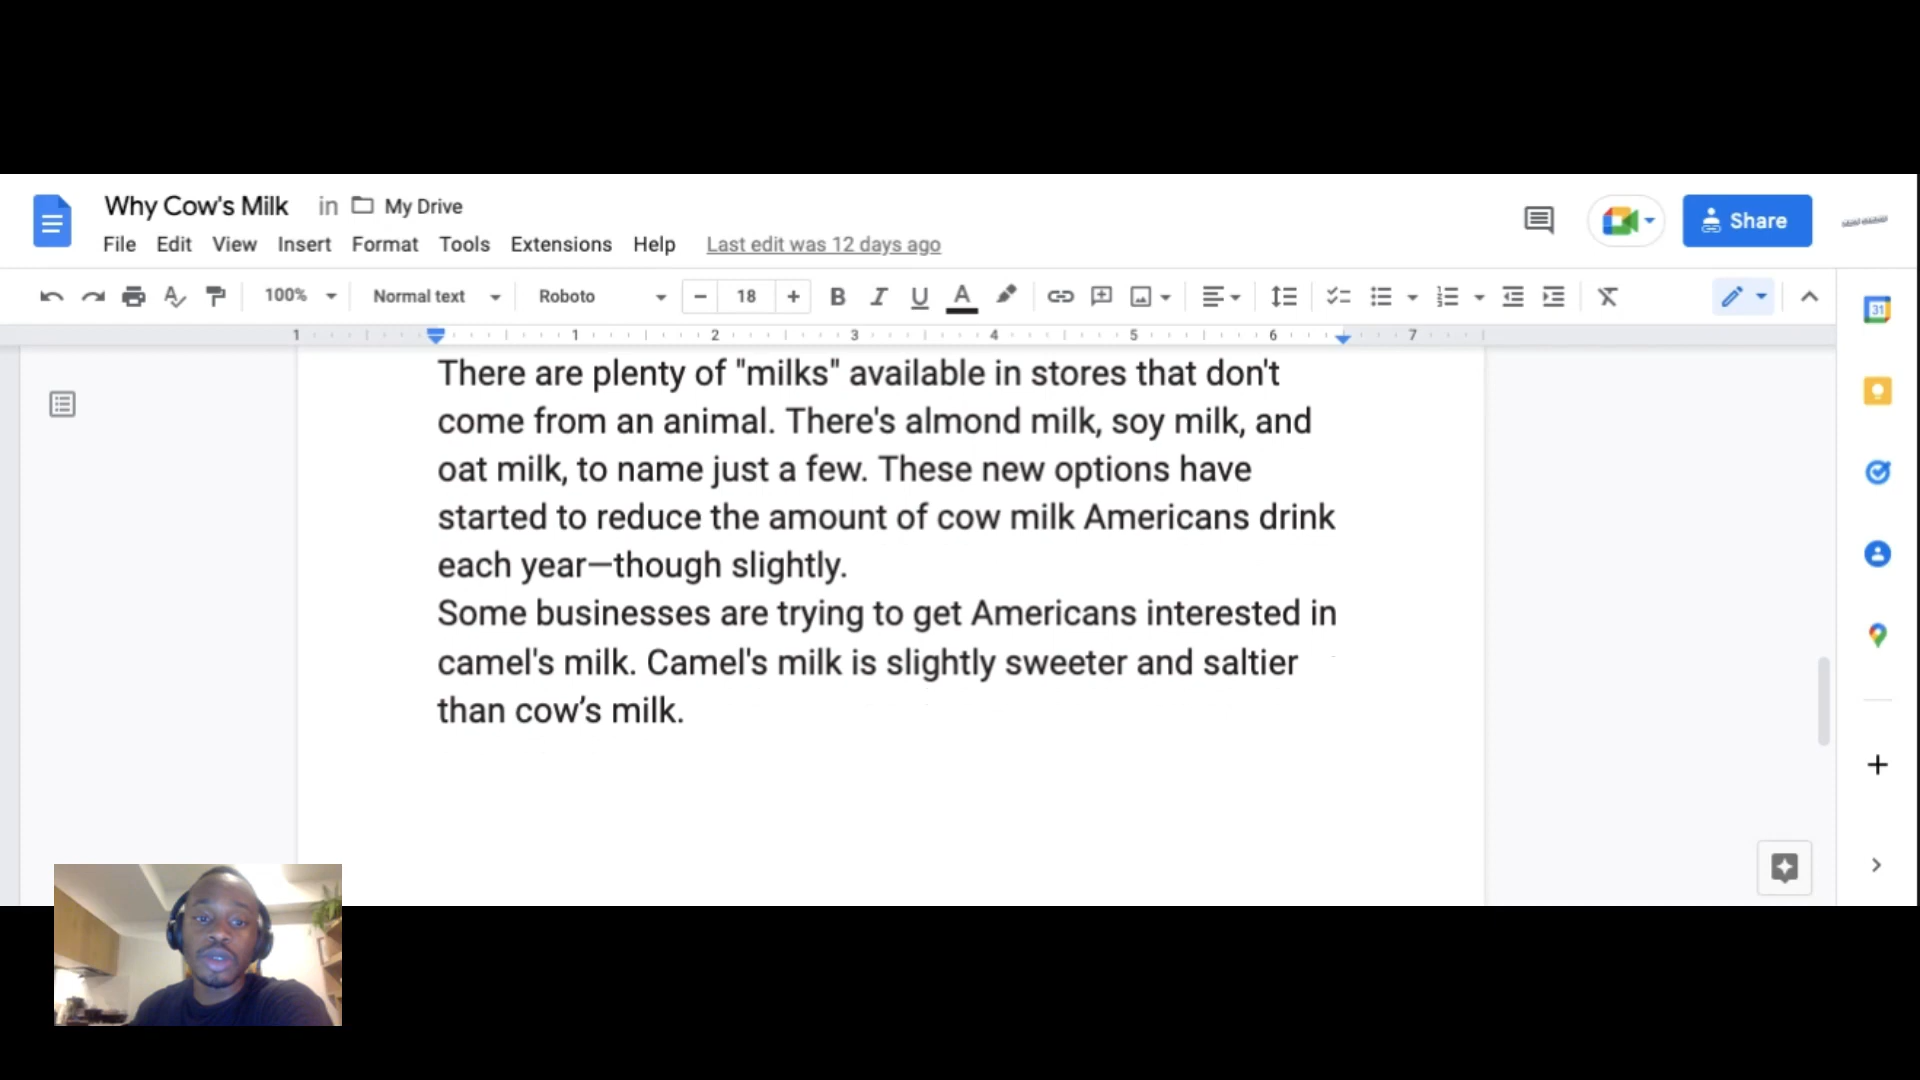 Why Cow's Milk in My Drive
File Edit View Insert Format Tools Extensions Help Last edit was 12 days ago
Share
100% Normal text Roboto − 18 + B I U A
31
1 1 2 3 4 5 6 7
There are plenty of "milks" available in stores that don't
come from an animal. There's almond milk, soy milk, and
oat milk, to name just a few. These new options have
started to reduce the amount of cow milk Americans drink
each year—though slightly.
Some businesses are trying to get Americans interested in
camel's milk. Camel's milk is slightly sweeter and saltier
than cow’s milk.